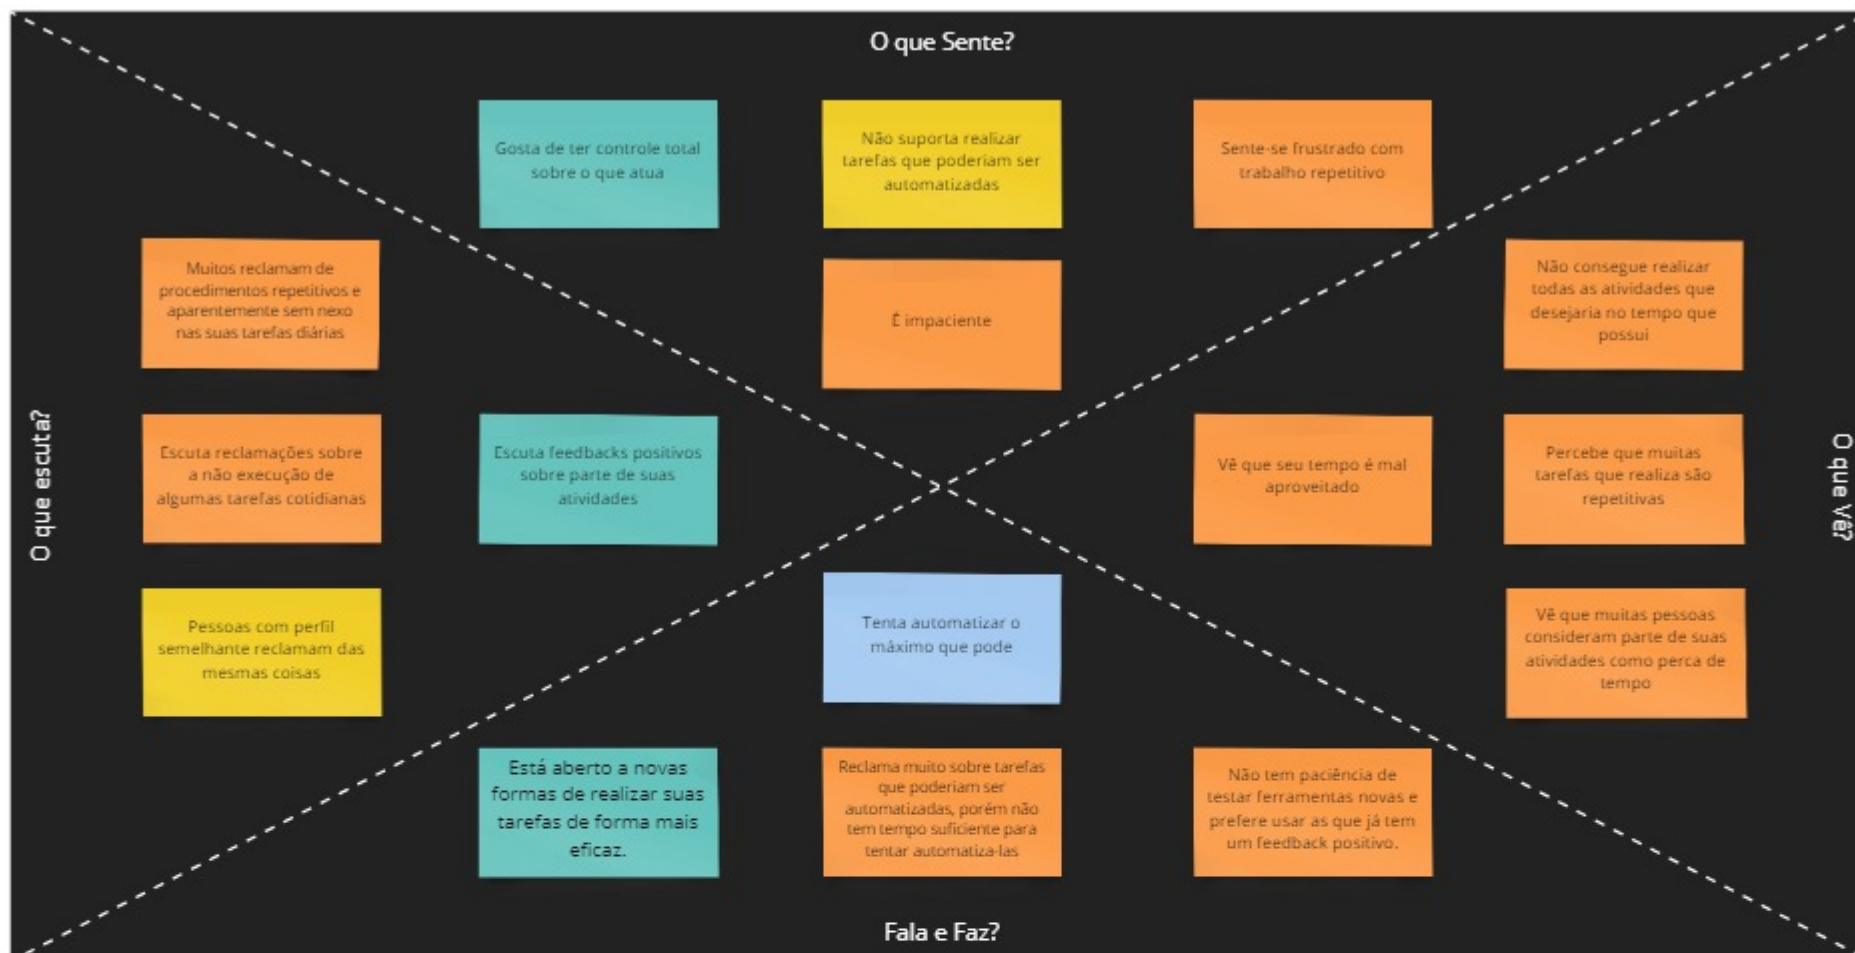 O que Sente?
Gosta de ter controle total
sobre o que atua
Não suporta realizar
tarefas que poderiam ser
automatizadas
Sente-se frustrado com
trabalho repetitivo
É impaciente
O que escuta?
Muitos reclamam de
procedimentos repetitivos e
aparentemente sem nexo
nas suas tarefas diárias
Escuta reclamações sobre
a não execução de
algumas tarefas cotidianas
Escuta feedbacks positivos
sobre parte de suas
atividades
Pessoas com perfil
semelhante reclamam das
mesmas coisas
O que Vê?
Não consegue realizar
todas as atividades que
desejaria no tempo que
possui
Vê que seu tempo é mal
aproveitado
Percebe que muitas
tarefas que realiza são
repetitivas
Vê que muitas pessoas
consideram parte de suas
atividades como perca de
tempo
Tenta automatizar o
máximo que pode
Está aberto a novas
formas de realizar suas
tarefas de forma mais
eficaz.
Reclama muito sobre tarefas
que poderiam ser
automatizadas, porém não
tem tempo suficiente para
tentar automatiza-las
Não tem paciência de
testar ferramentas novas e
prefere usar as que já tem
um feedback positivo.
Fala e Faz?